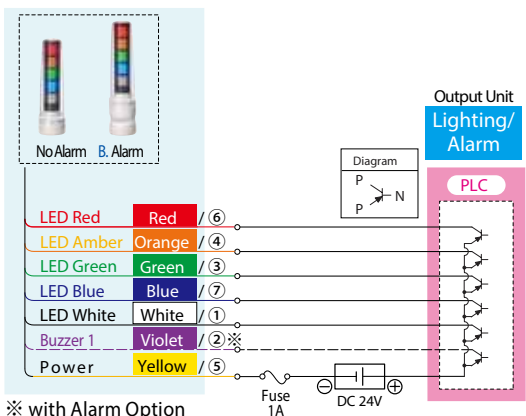 No Alarm B. Alarm
Output Unit
Lighting/
Alarm
Diagram
P
N
P
PLC
LED Red Red /⑥
LED Amber Orange /④
LED Green Green /③
LED Blue Blue /⑦
LED White White /①
Buzzer 1 Violet /②※
Power Yellow /⑤
⊖ ⊕
Fuse
1A
DC 24V
※ with Alarm Option